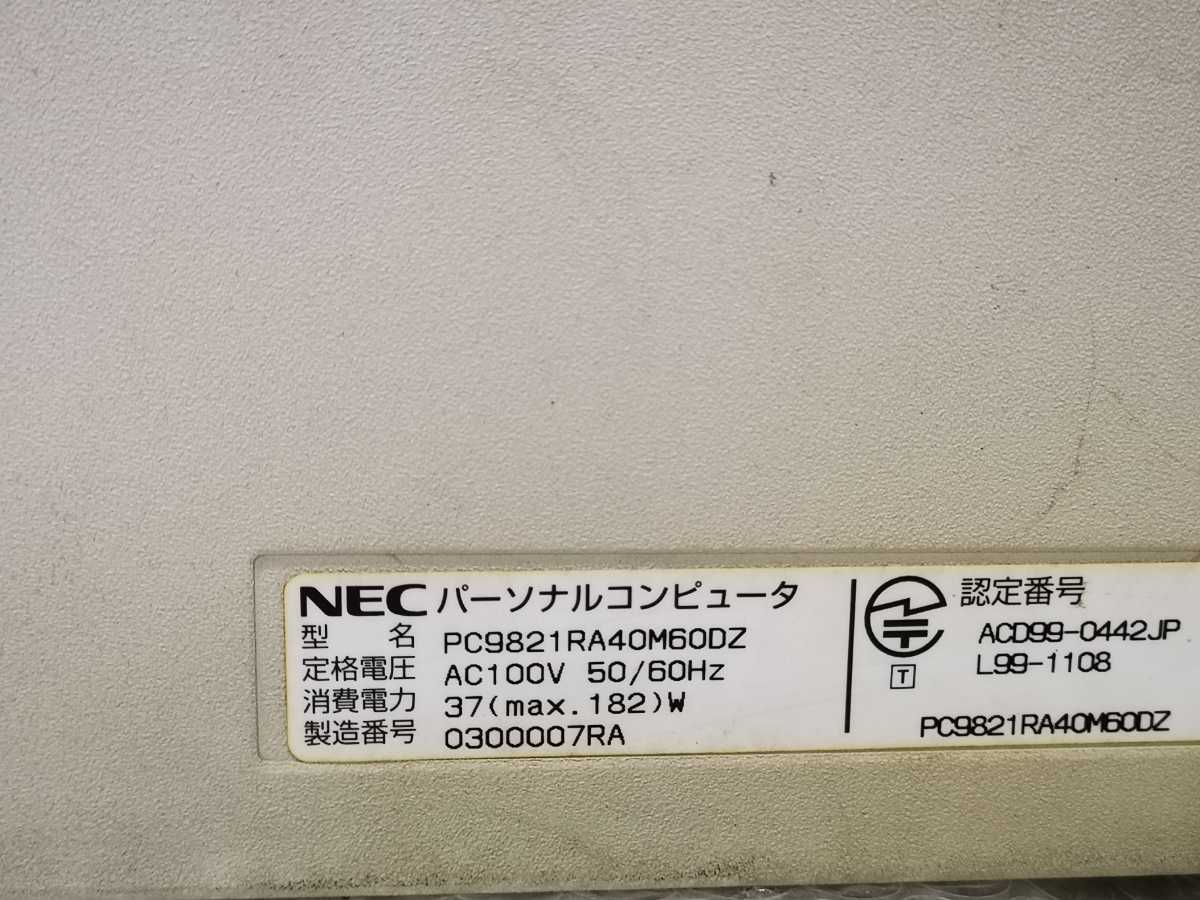 NEC パーソナルコンピュータ
型 名 PC9821RA40M60DZ
定格電圧 AC100V 50/60Hz
消費電力 37(max.182)W
製造番号 0300007RA
認定番号
ACD99-0442JP
L99-1108
T
PC9821RA40M60DZ